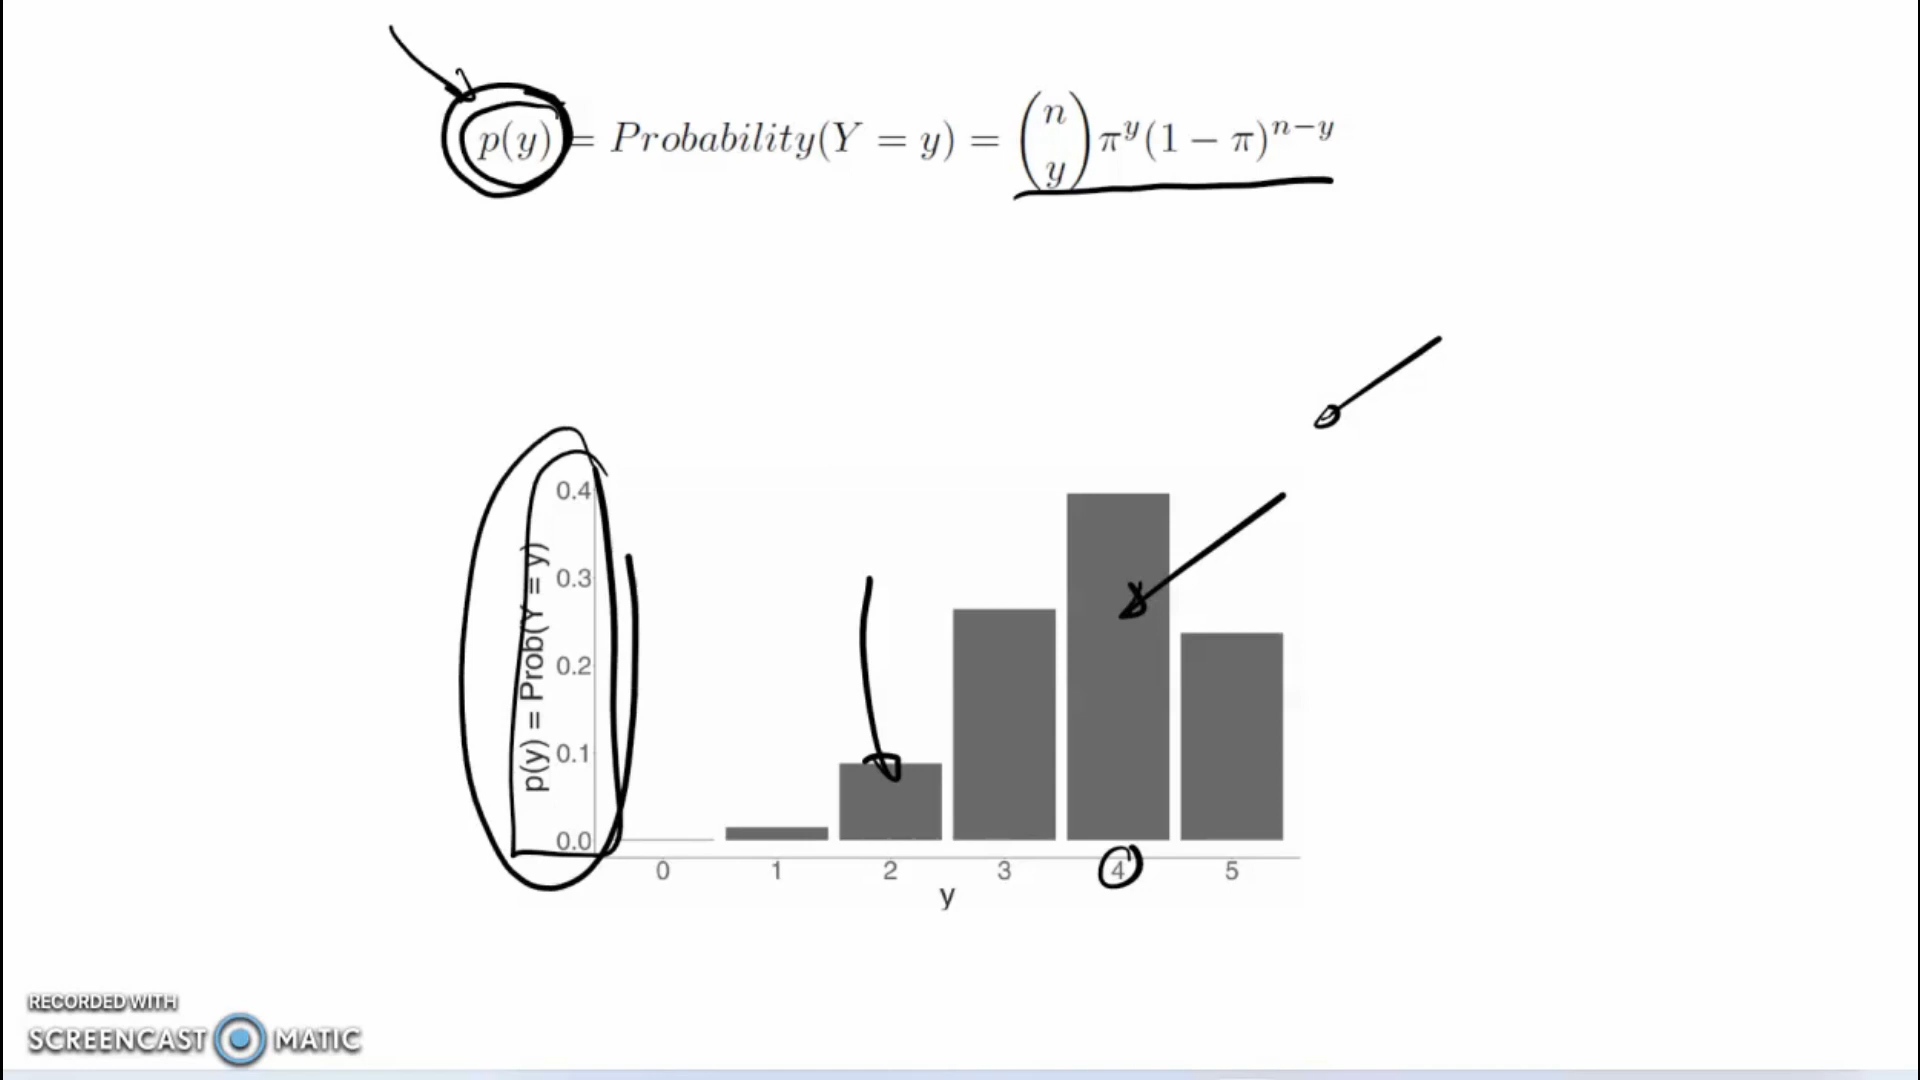 p(y) = Probability(Y = y) = \binom{n}{y} π^y (1 − π)^{n−y}
p(y) = Prob(Y = y)
0.4
0.3
0.2
0.1
0.0
0 1 2 3 4 5
y
RECORDED WITH
SCREENCAST MATIC